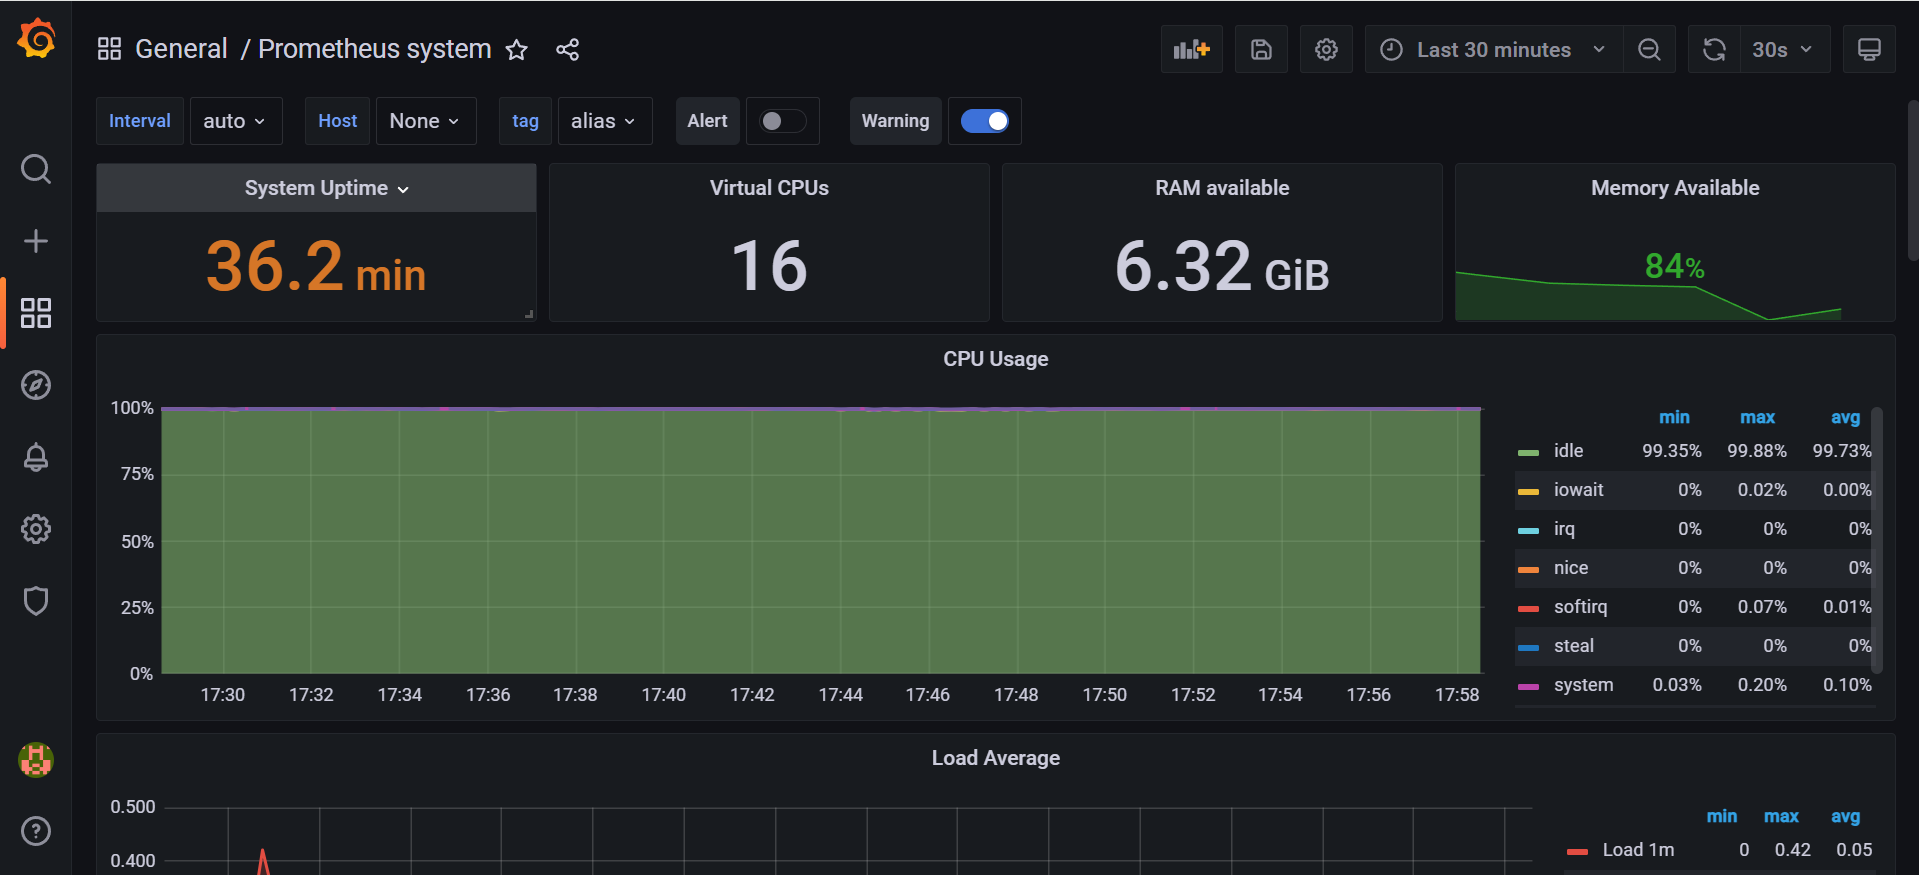 General / Prometheus system
Last 30 minutes
30s
Interval auto Host None tag alias Alert Warning
System Uptime
36.2 min
Virtual CPUs
16
RAM available
6.32 GiB
Memory Available
84%
CPU Usage
100%
75%
50%
25%
0%
17:30 17:32 17:34 17:36 17:38 17:40 17:42 17:44 17:46 17:48 17:50 17:52 17:54 17:56 17:58
min max avg
idle 99.35% 99.88% 99.73%
iowait 0% 0.02% 0.00%
irq 0% 0% 0%
nice 0% 0% 0%
softirq 0% 0.07% 0.01%
steal 0% 0% 0%
system 0.03% 0.20% 0.10%
Load Average
0.500
0.400
min max avg
Load 1m 0 0.42 0.05